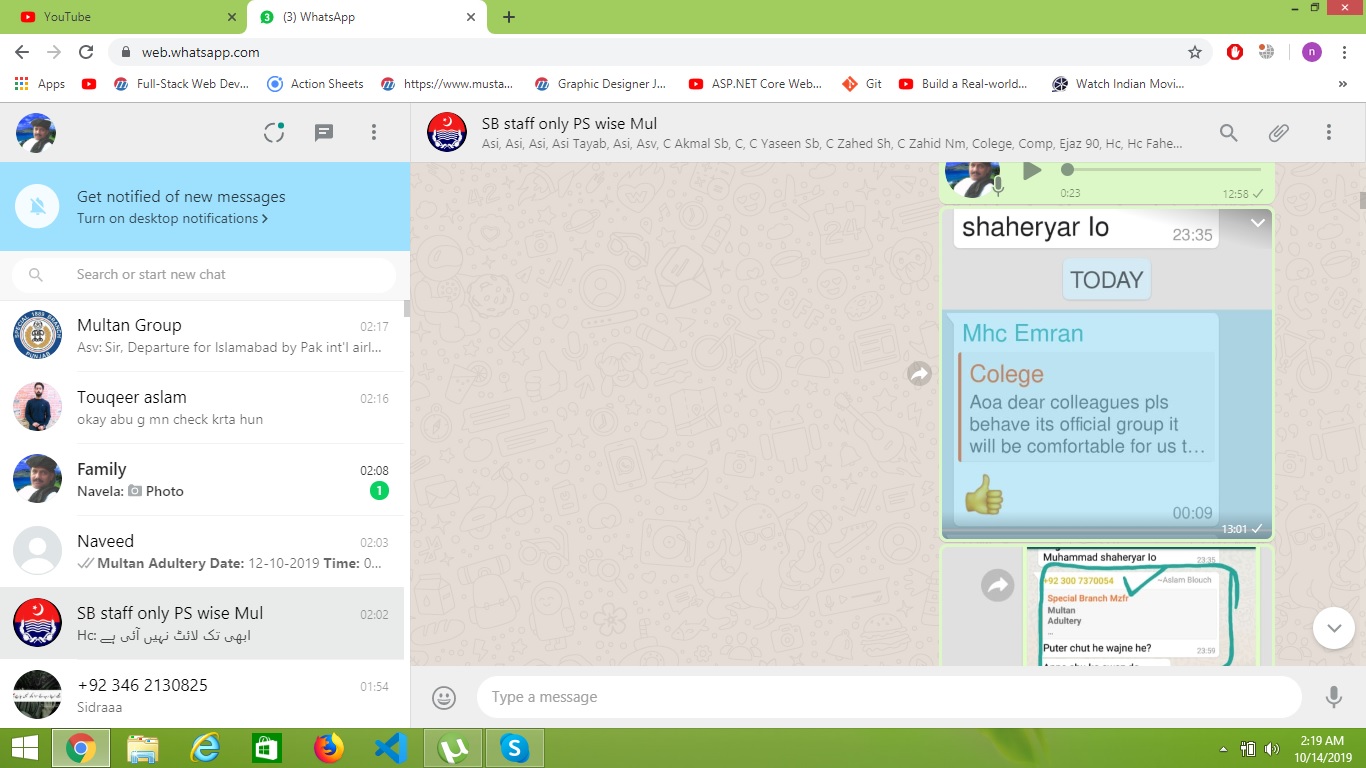 YouTube
(3) WhatsApp
web.whatsapp.com
n
Apps
Full-Stack Web Dev...
Action Sheets
https://www.musta...
Graphic Designer J...
ASP.NET Core Web...
Git
Build a Real-world...
Watch Indian Movi...
»
SB staff only PS wise Mul
Asi, Asi, Asi, Asi Tayab, Asi, Asv, C Akmal Sb, C, C Yaseen Sb, C Zahed Sh, C Zahid Nm, Colege, Comp, Ejaz 90, Hc, Hc Fahe...
Get notified of new messages
Turn on desktop notifications
Search or start new chat
Multan Group 02:17
Asv: Sir, Departure for Islamabad by Pak int'l airl...
Touqeer aslam 02:16
okay abu g mn check krta hun
Family 02:08
Navela: Photo 1
Naveed 02:03
Multan Adultery Date: 12-10-2019 Time: 0...
SB staff only PS wise Mul 02:02
Hc: ابھی تک لائٹ نہیں آئی ہے
+92 346 2130825 01:54
Sidraaa
0:23 12:58
shaheryar lo 23:35
TODAY
Mhc Emran
Colege
Aoa dear colleagues pls
behave its official group it
will be comfortable for us t...
00:09
13:01
Muhammad shaheryar lo 23:35
+92 300 7370054 ~Aslam Blouch
Special Branch Mzfr
Multan
Adultery
...
Puter chut he wajne he? 23:59
Type a message
2:19 AM
10/14/2019